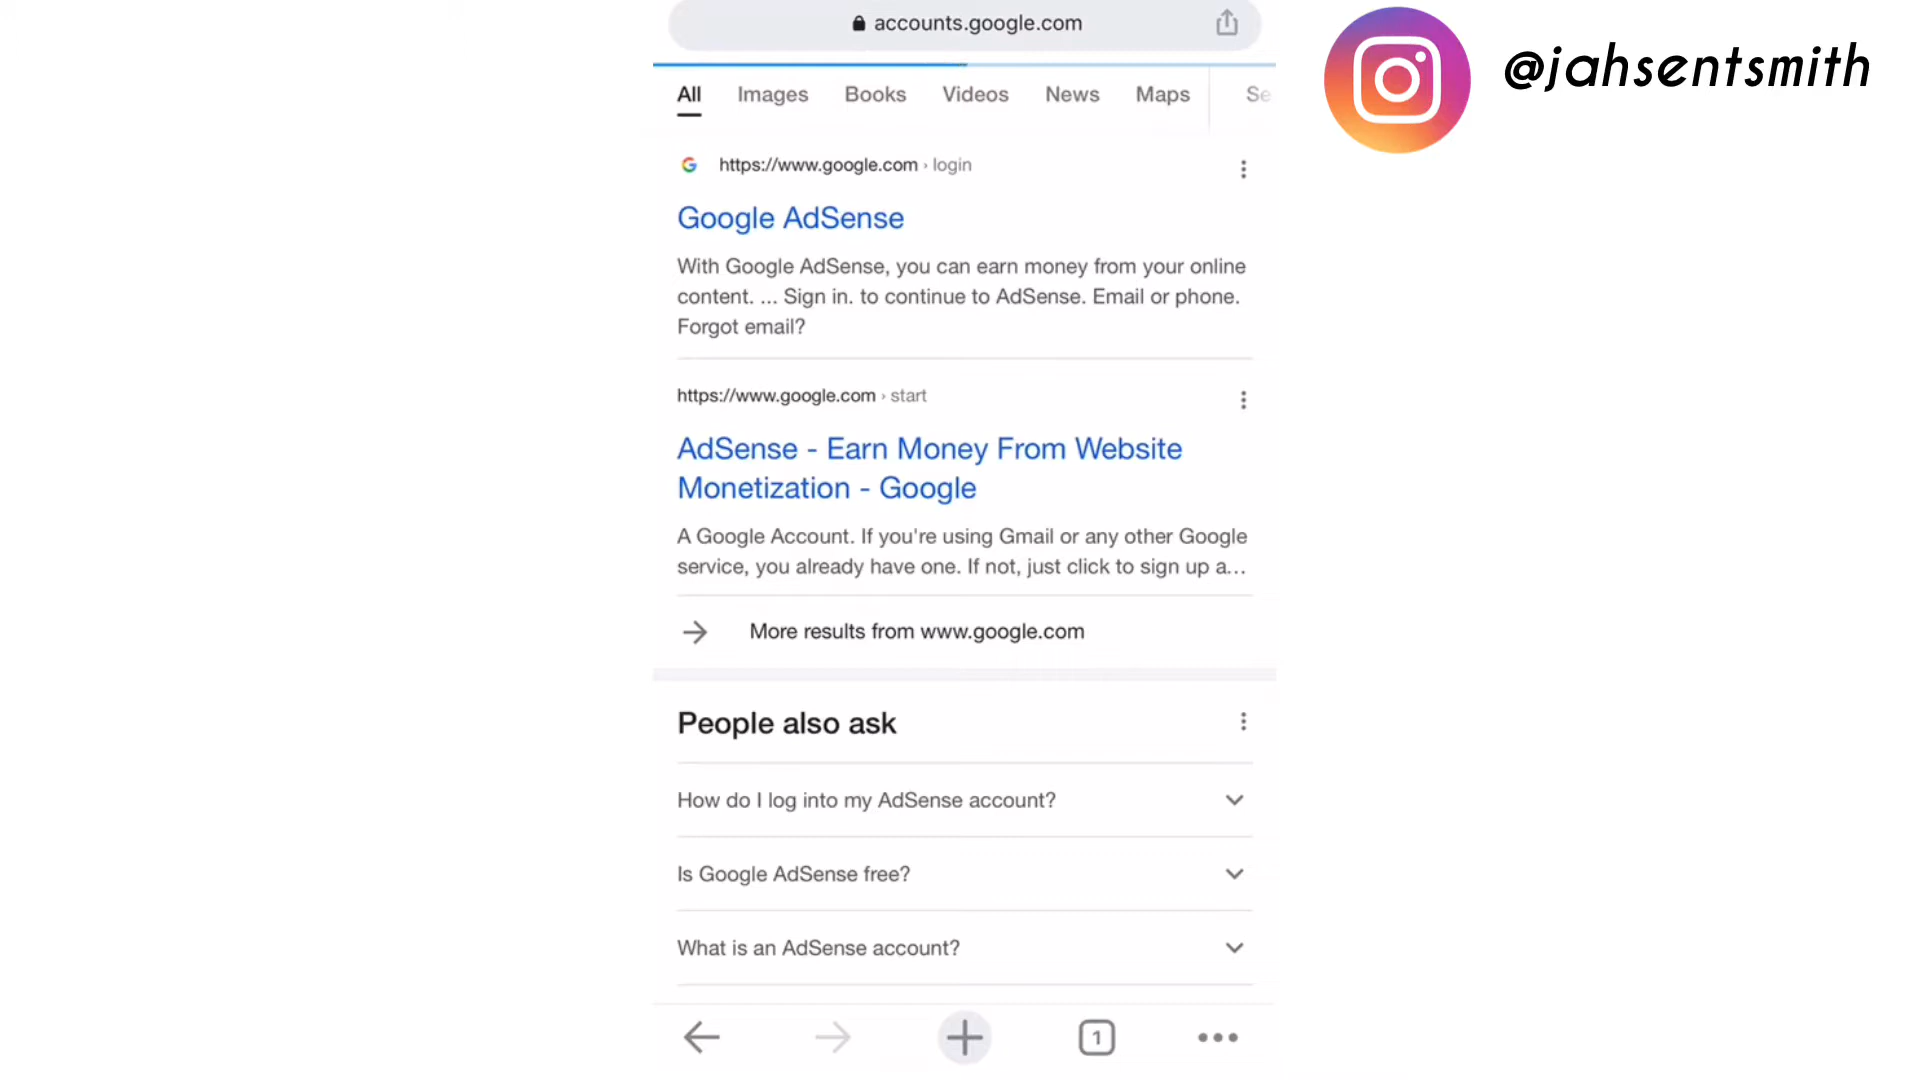 accounts.google.com
@jahsentsmith
All Images Books Videos News Maps Se
https://www.google.com › login
Google AdSense
With Google AdSense, you can earn money from your online
content. ... Sign in. to continue to AdSense. Email or phone.
Forgot email?
https://www.google.com › start
AdSense - Earn Money From Website
Monetization - Google
A Google Account. If you're using Gmail or any other Google
service, you already have one. If not, just click to sign up a...
More results from www.google.com
People also ask
How do I log into my AdSense account?
Is Google AdSense free?
What is an AdSense account?
1